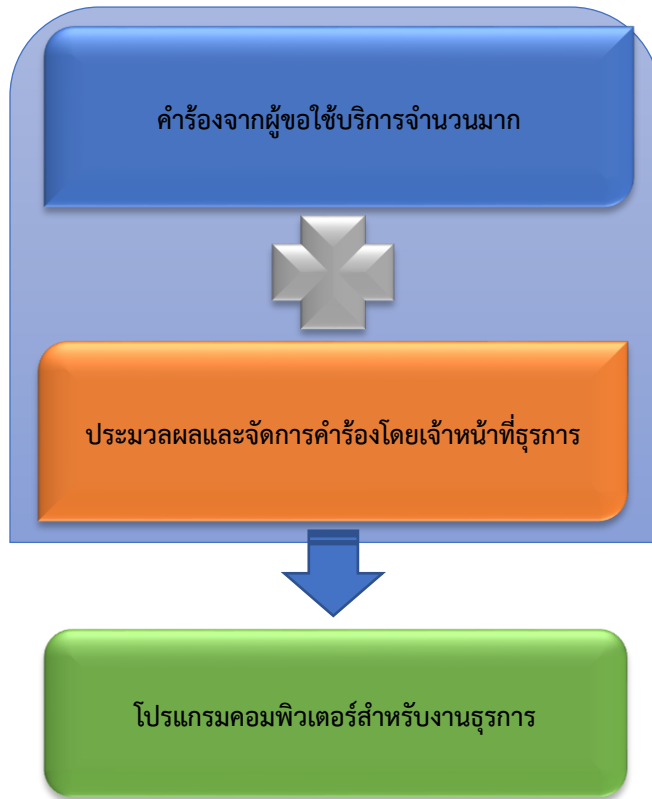 คำร้องจากผู้ขอใช้บริการจำนวนมาก
ประมวลผลและจัดการคำร้องโดยเจ้าหน้าที่ธุรการ
โปรแกรมคอมพิวเตอร์สำหรับงานธุรการ